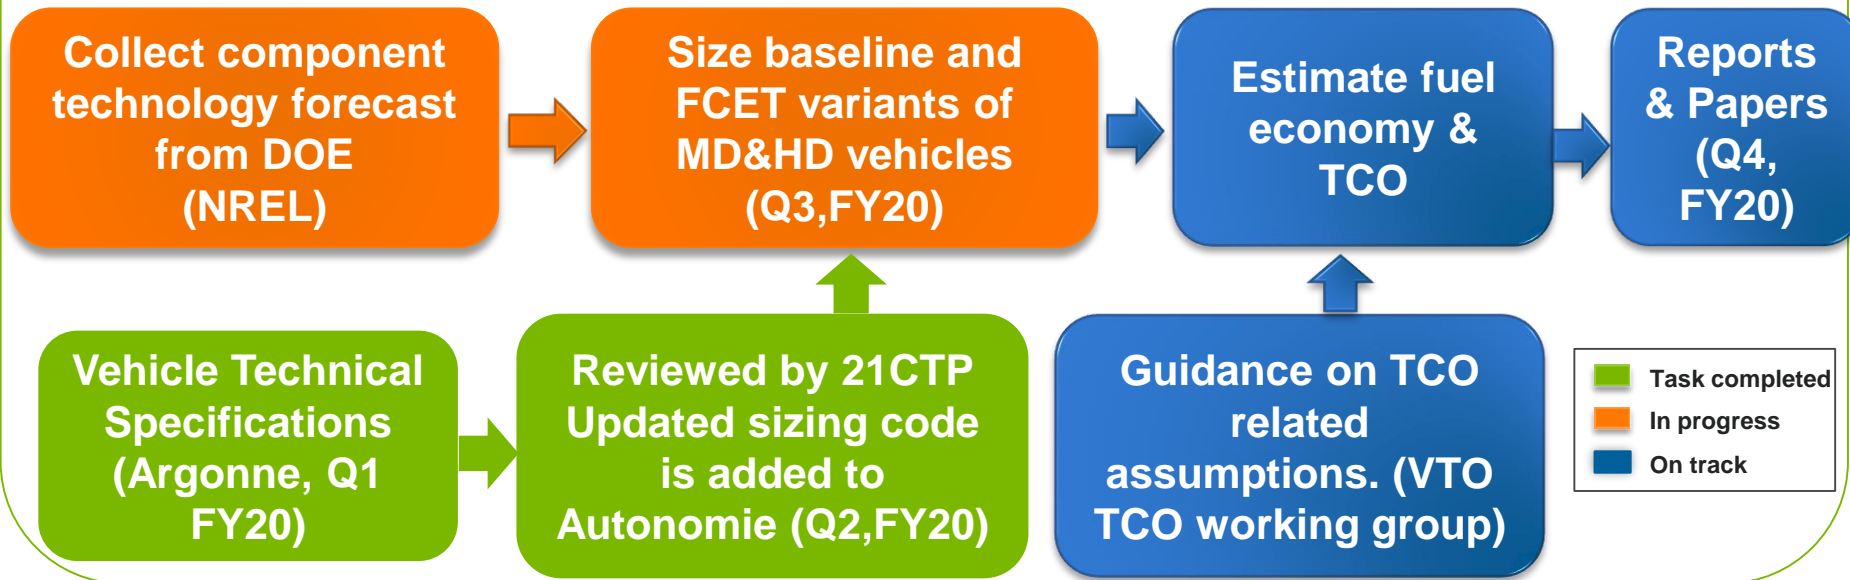 Collect component
technology forecast
from DOE
(NREL)
Size baseline and
FCET variants of
MD&HD vehicles
(Q3,FY20)
Estimate fuel
economy &
TCO
Reports
& Papers
(Q4,
FY20)
Vehicle Technical
Specifications
(Argonne, Q1
FY20)
Reviewed by 21CTP
Updated sizing code
is added to
Autonomie (Q2,FY20)
Guidance on TCO
related
assumptions. (VTO
TCO working group)
Task completed
In progress
On track